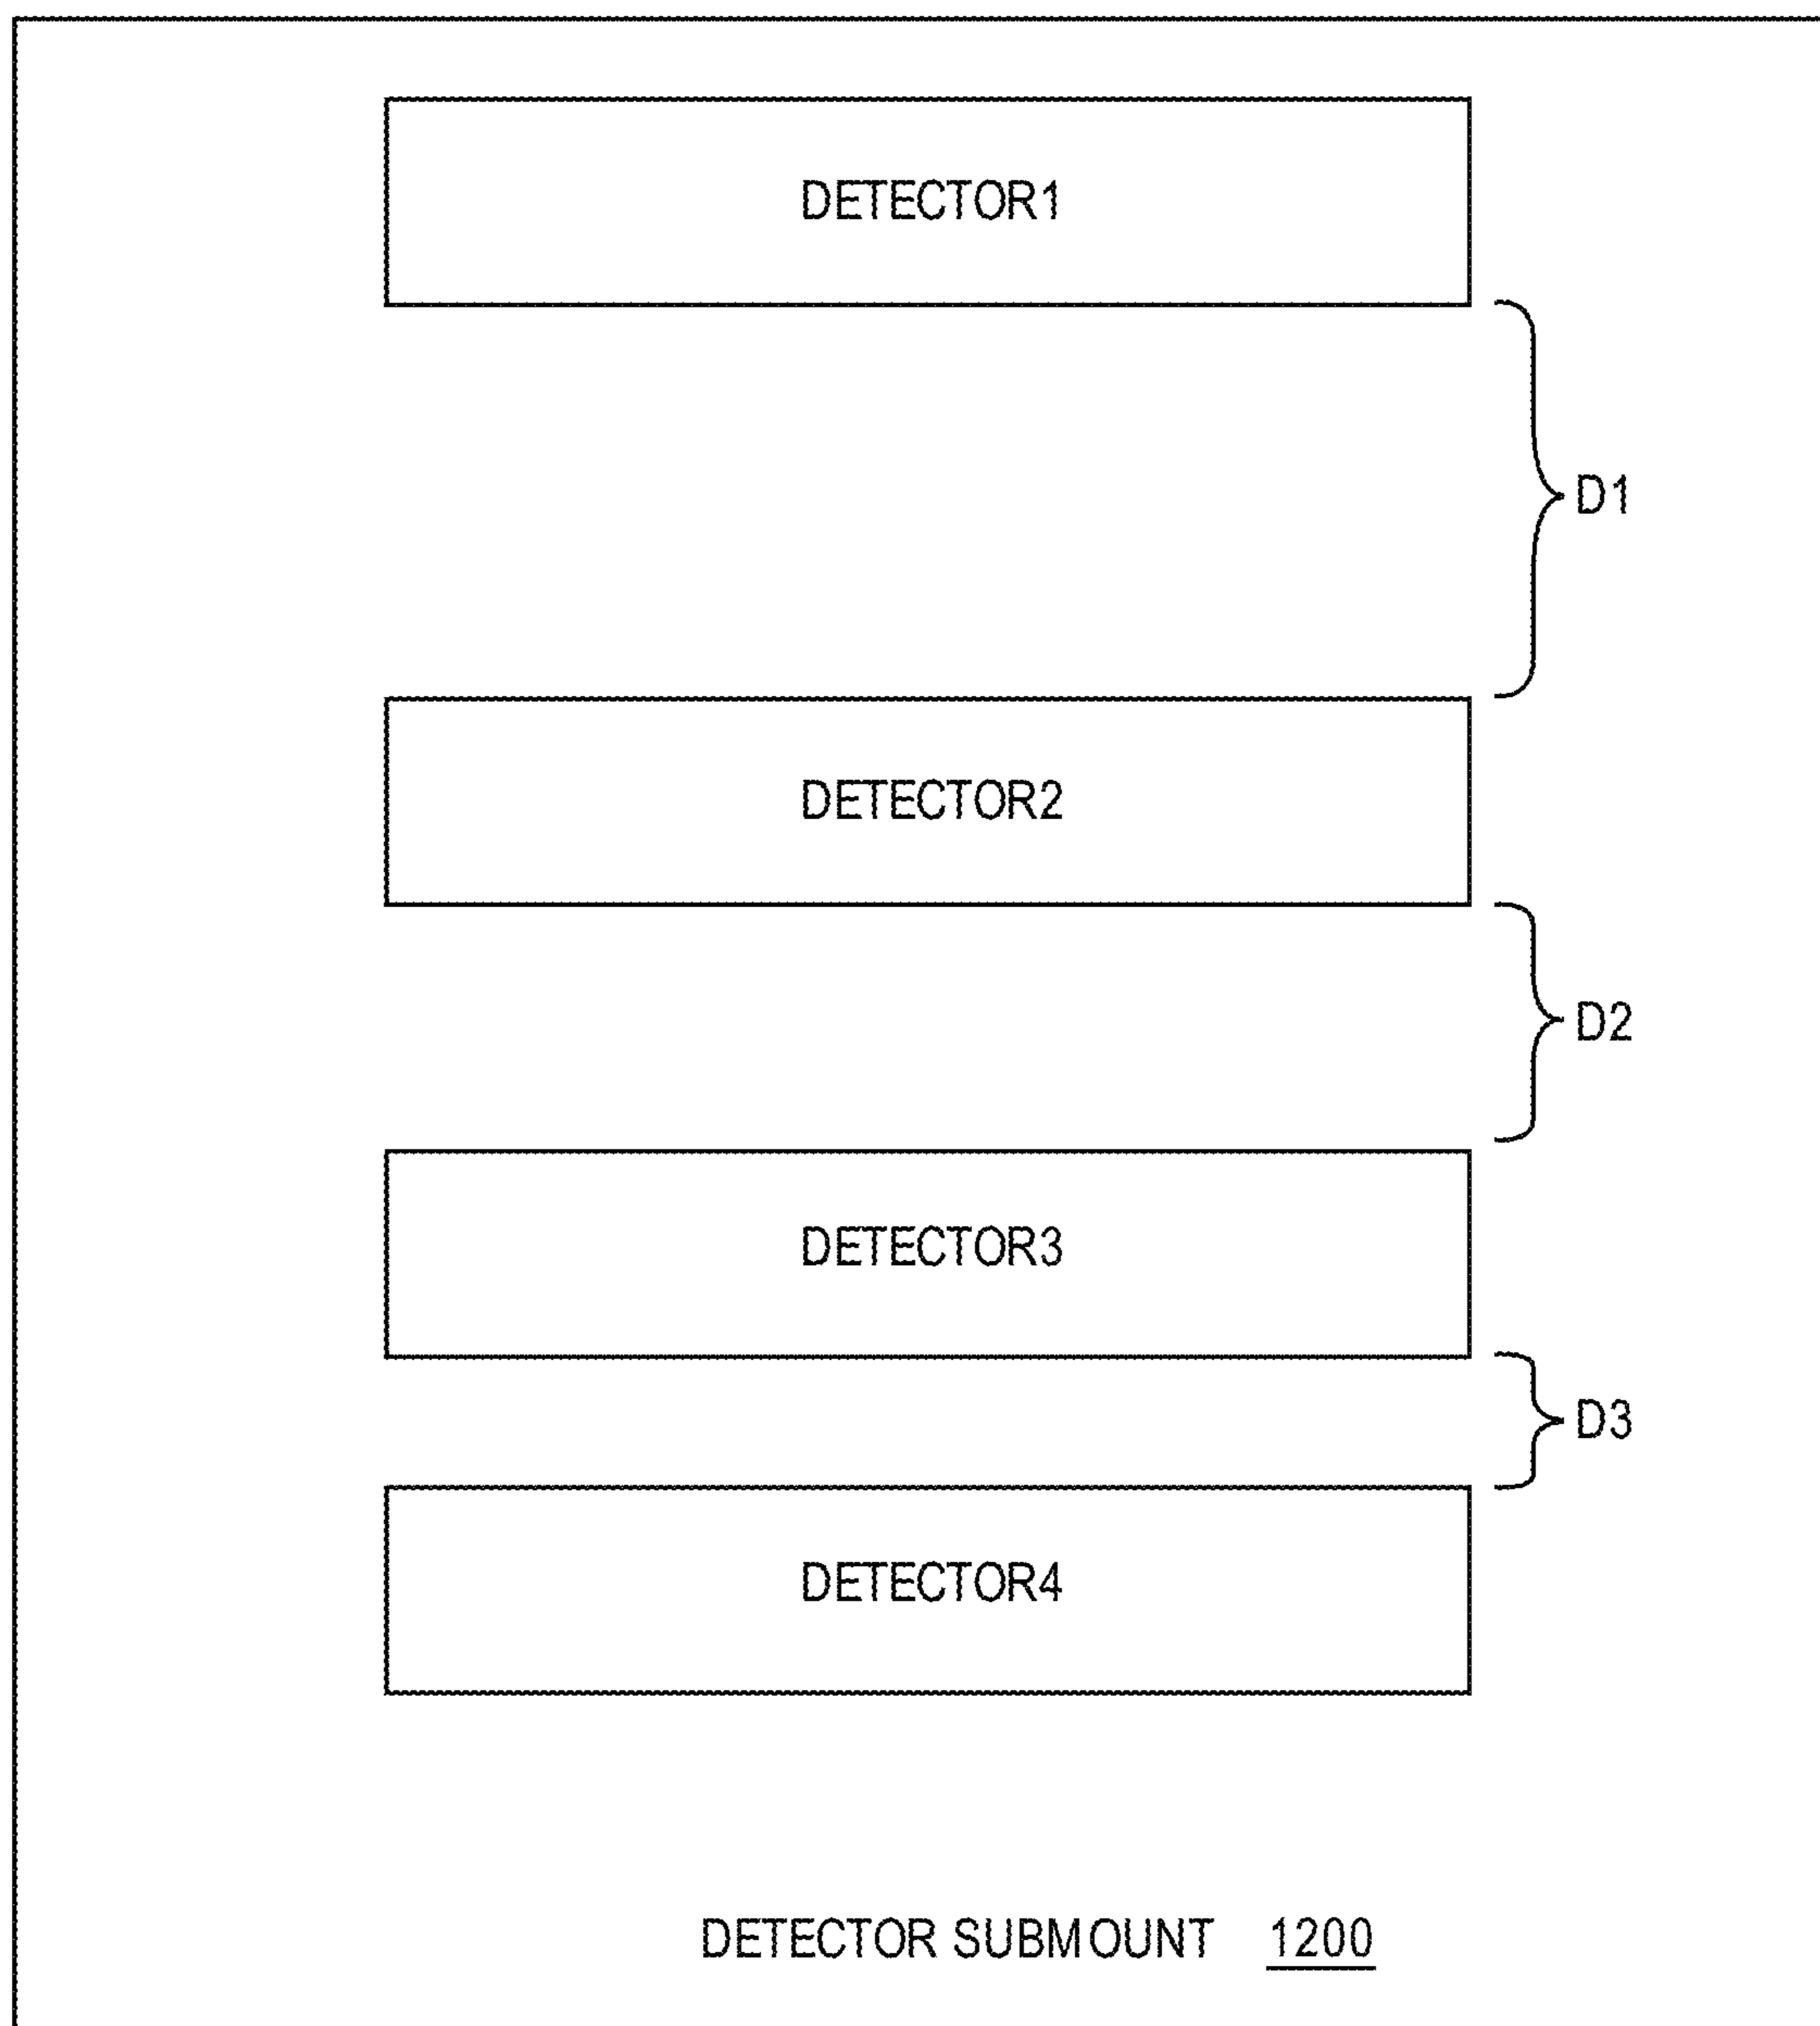 DETECTOR1
D1
DETECTOR2
D2
DETECTOR3
D3
DETECTOR4
DETECTOR SUBMOUNT 1200